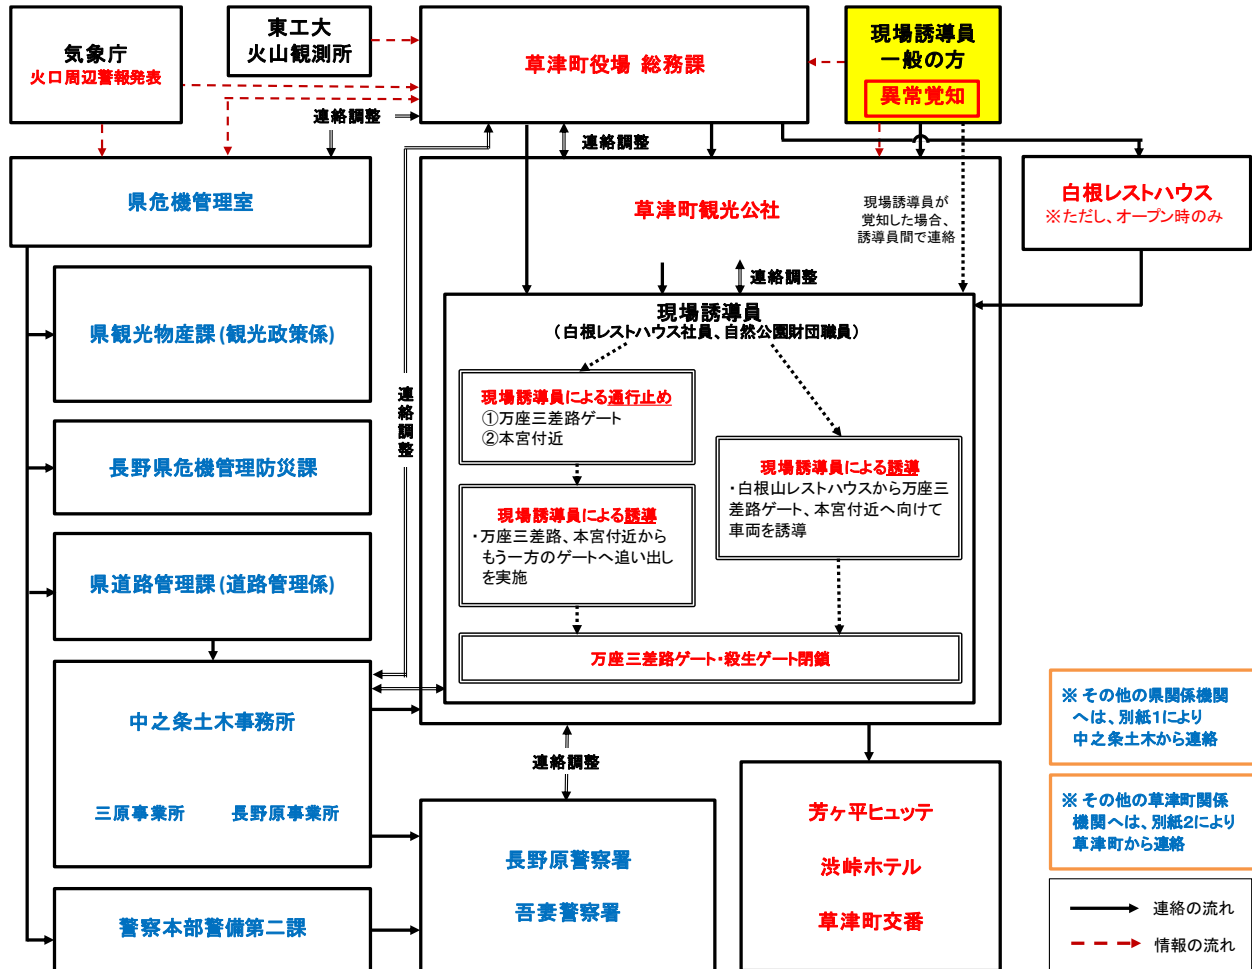 気象庁
火口周辺警報発表
東工大
火山観測所
草津町役場 総務課
現場誘導員
一般の方
異常覚知
連絡調整
連絡調整
県危機管理室
草津町観光公社
現場誘導員が
覚知した場合、
誘導員間で連絡
白根レストハウス
※ただし、オープン時のみ
連絡調整
県観光物産課(観光政策係)
現場誘導員
（白根レストハウス社員、自然公園財団職員）
連絡調整
現場誘導員による通行止め
①万座三差路ゲート
②本宮付近
長野県危機管理防災課
現場誘導員による誘導
・白根山レストハウスから万座三
差路ゲート、本宮付近へ向けて
車両を誘導
現場誘導員による誘導
・万座三差路、本宮付近から
もう一方のゲートへ追い出し
を実施
県道路管理課(道路管理係)
万座三差路ゲート・殺生ゲート閉鎖
中之条土木事務所
三原事業所
長野原事業所
連絡調整
※ その他の県関係機関
へは、別紙1により
中之条土木から連絡
※ その他の草津町関係
機関へは、別紙2により
草津町から連絡
長野原警察署
吾妻警察署
芳ヶ平ヒュッテ
渋峠ホテル
草津町交番
警察本部警備第二課
連絡の流れ
情報の流れ